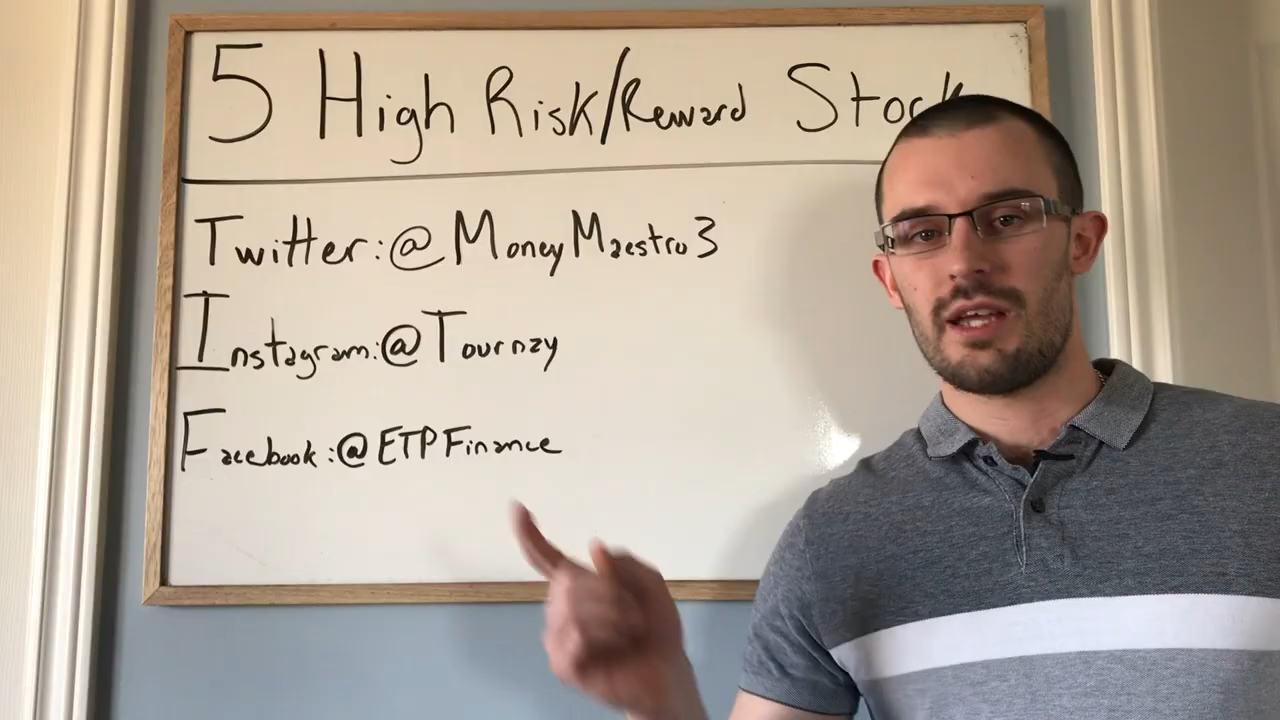 5 High Risk/Reward Stock
Twitter:@MoneyMaestro3
Instagram:@Tournzy
Facebook:@ETPFinance